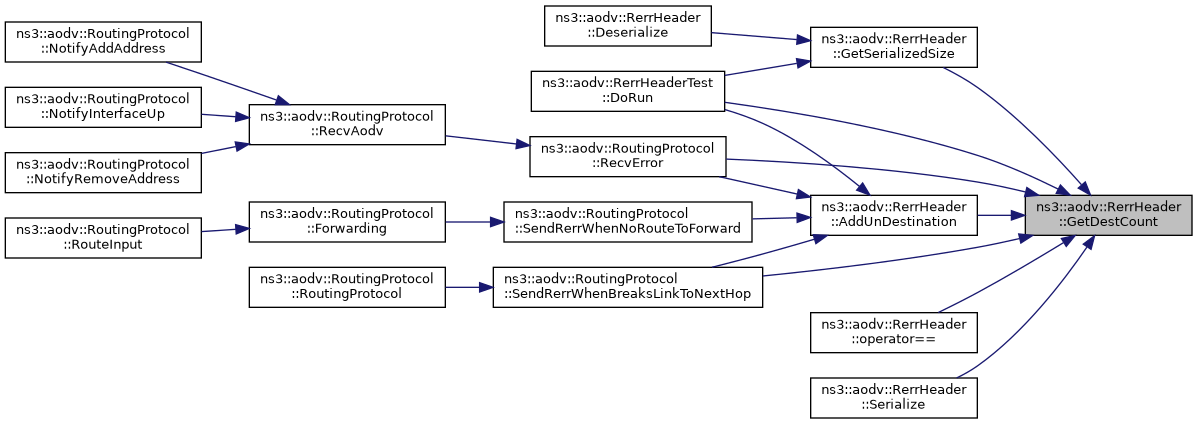 ns3::aodv::RoutingProtocol
::NotifyAddAddress
ns3::aodv::RoutingProtocol
::NotifyInterfaceUp
ns3::aodv::RoutingProtocol
::NotifyRemoveAddress
ns3::aodv::RoutingProtocol
::RouteInput
ns3::aodv::RoutingProtocol
::RecvAodv
ns3::aodv::RoutingProtocol
::Forwarding
ns3::aodv::RoutingProtocol
::RoutingProtocol
ns3::aodv::RerrHeader
::Deserialize
ns3::aodv::RerrHeaderTest
::DoRun
ns3::aodv::RoutingProtocol
::RecvError
ns3::aodv::RoutingProtocol
::SendRerrWhenNoRouteToForward
ns3::aodv::RoutingProtocol
::SendRerrWhenBreaksLinkToNextHop
ns3::aodv::RerrHeader
::GetSerializedSize
ns3::aodv::RerrHeader
::AddUnDestination
ns3::aodv::RerrHeader
::operator==
ns3::aodv::RerrHeader
::Serialize
ns3::aodv::RerrHeader
::GetDestCount